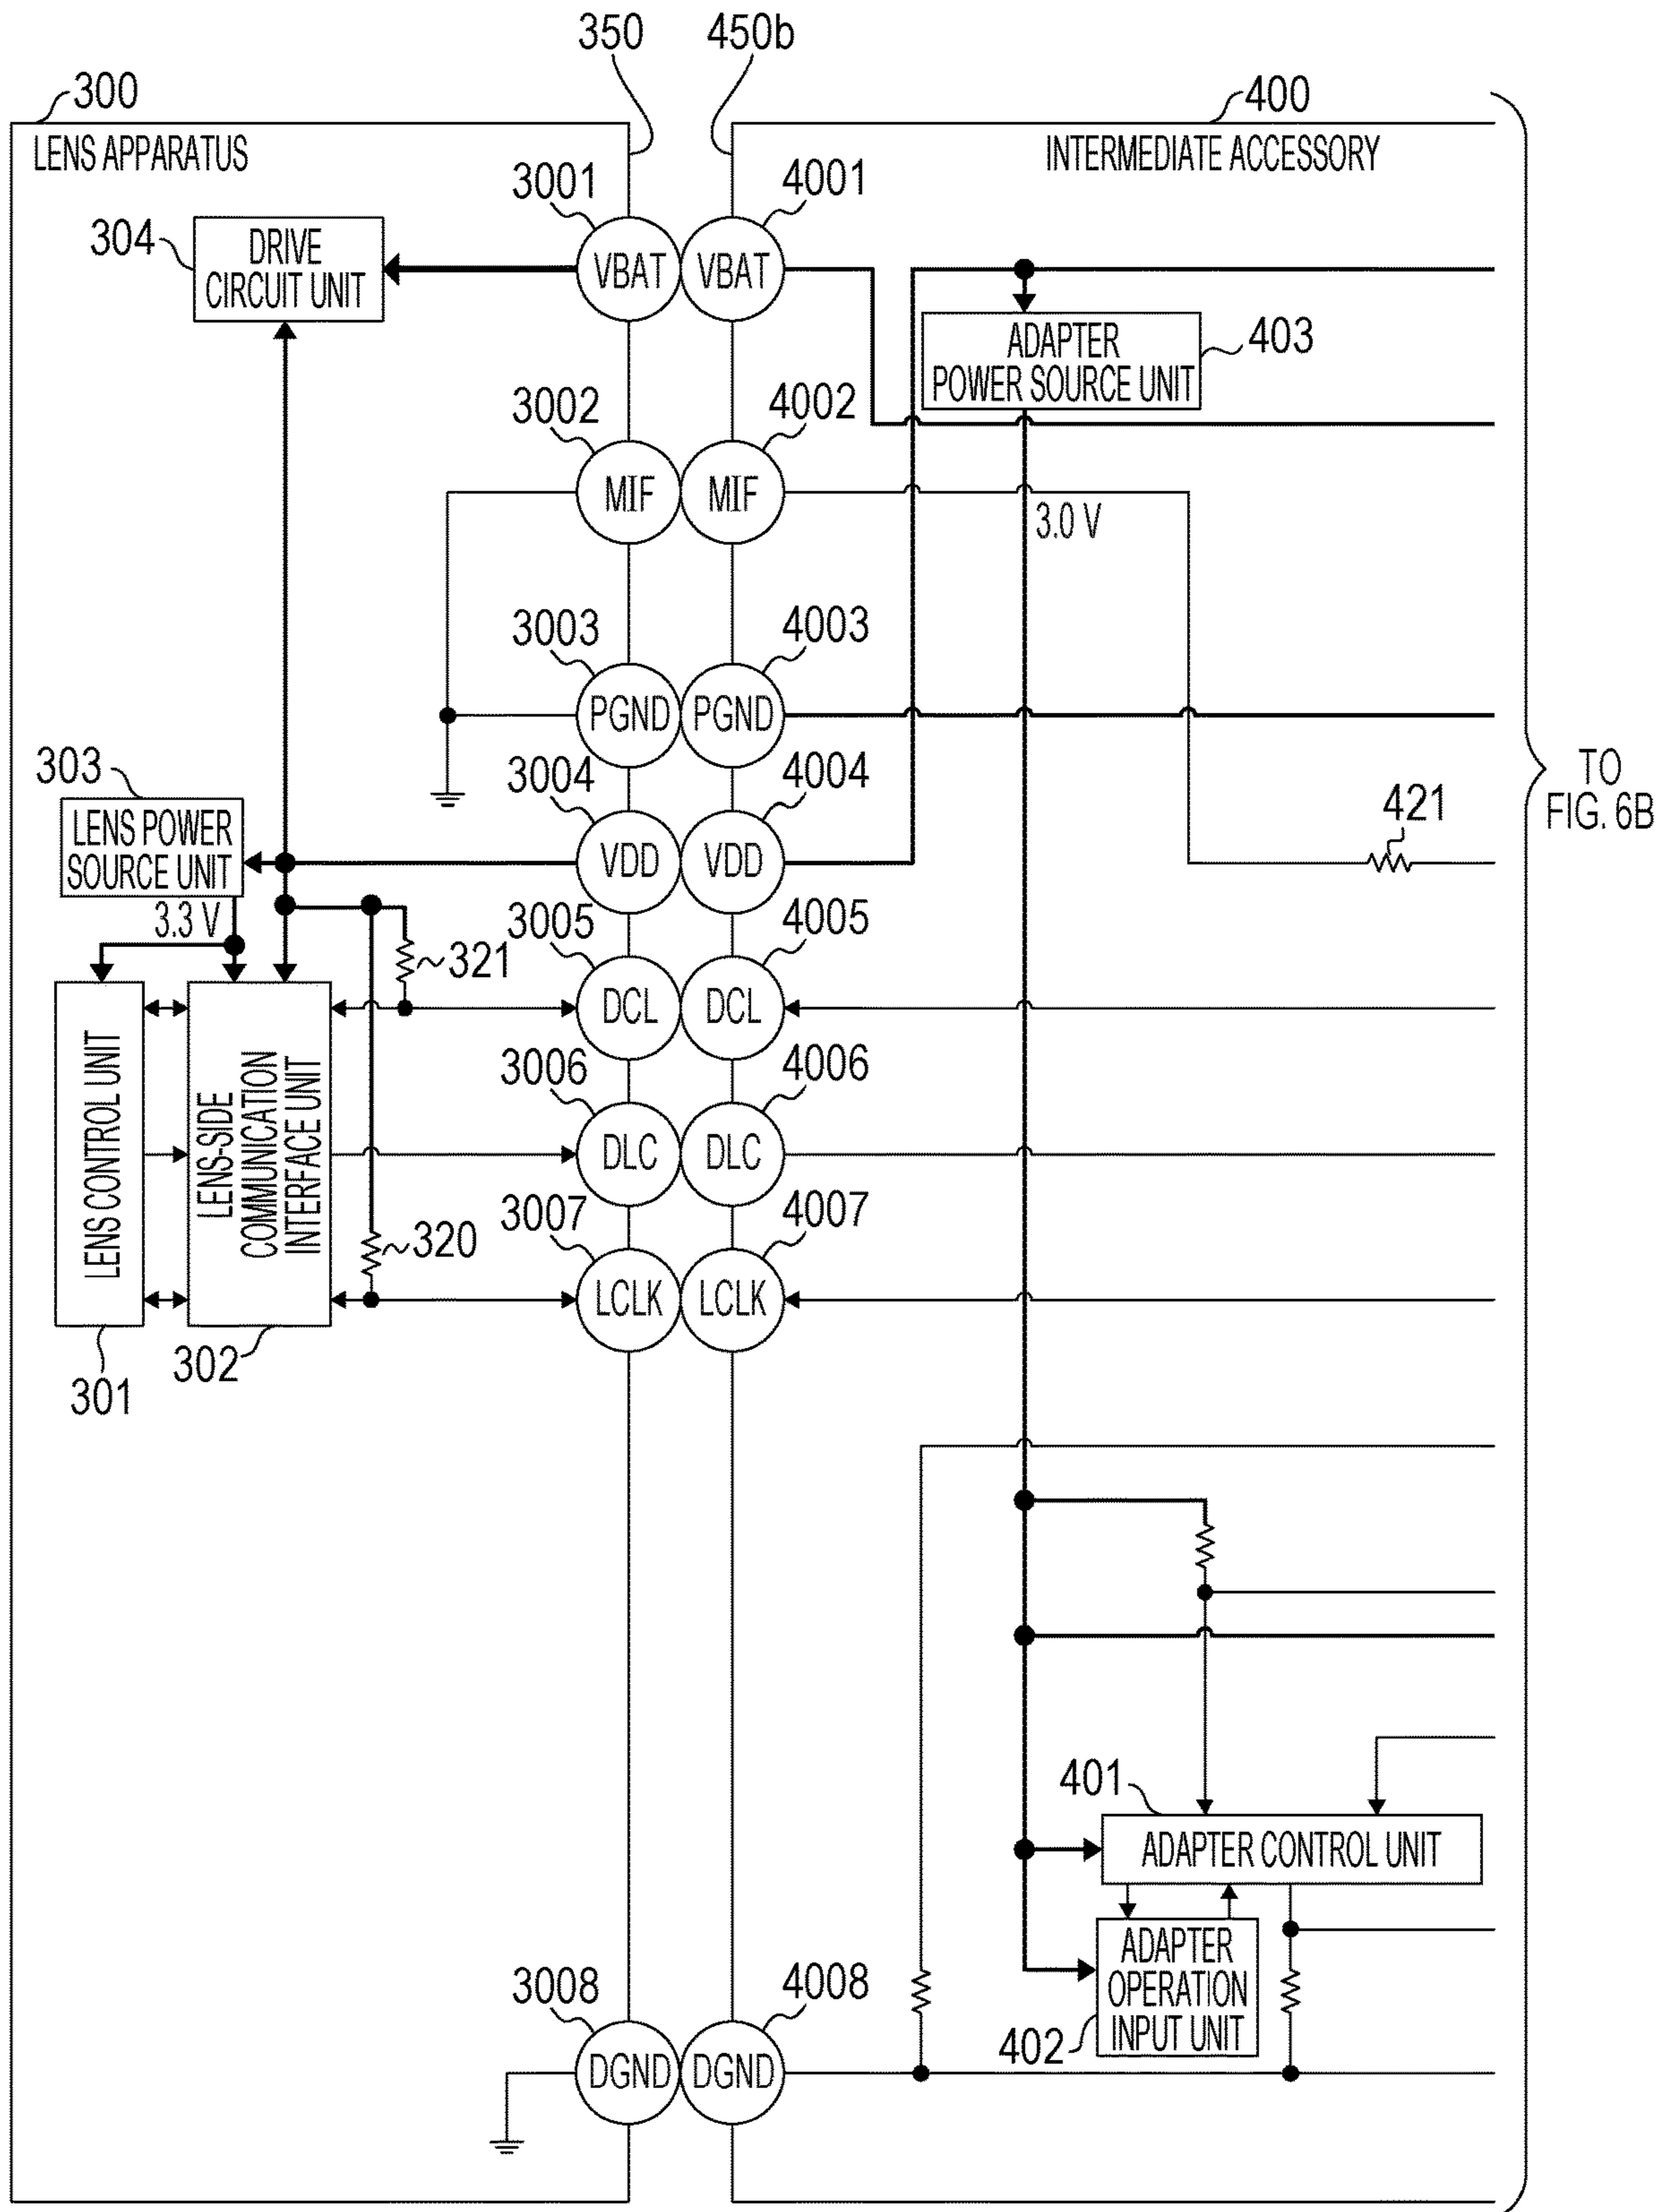 350
450b
300
400
LENS APPARATUS
INTERMEDIATE ACCESSORY
3001
4001
304
DRIVE
CIRCUIT UNIT
VBAT
VBAT
ADAPTER
POWER SOURCE UNIT
403
3002
4002
MIF
MIF
3.0 V
3003
4003
PGND
PGND
303
3004
4004
TO
FIG. 6B
LENS POWER
SOURCE UNIT
VDD
VDD
421
3.3 V
3005
4005
321
DCL
DCL
LENS CONTROL UNIT
LENS-SIDE
COMMUNICATION
INTERFACE UNIT
3006
4006
DLC
DLC
3007
4007
320
LCLK
LCLK
301
302
401
ADAPTER CONTROL UNIT
ADAPTER
OPERATION
INPUT UNIT
402
3008
4008
DGND
DGND